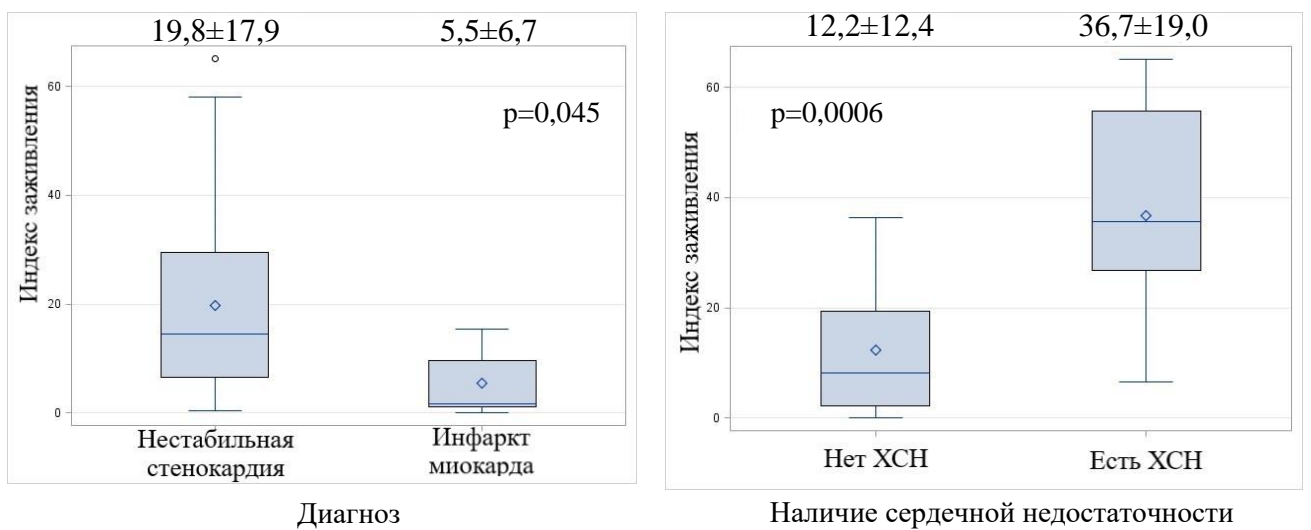 19,8±17,9
5,5±6,7
p=0,045
Индекс заживления
60
40
20
0
Нестабильная
стенокардия
Инфаркт
миокарда
Диагноз
12,2±12,4
36,7±19,0
p=0,0006
Индекс заживления
60
40
20
0
Нет ХСН
Есть ХСН
Наличие сердечной недостаточности